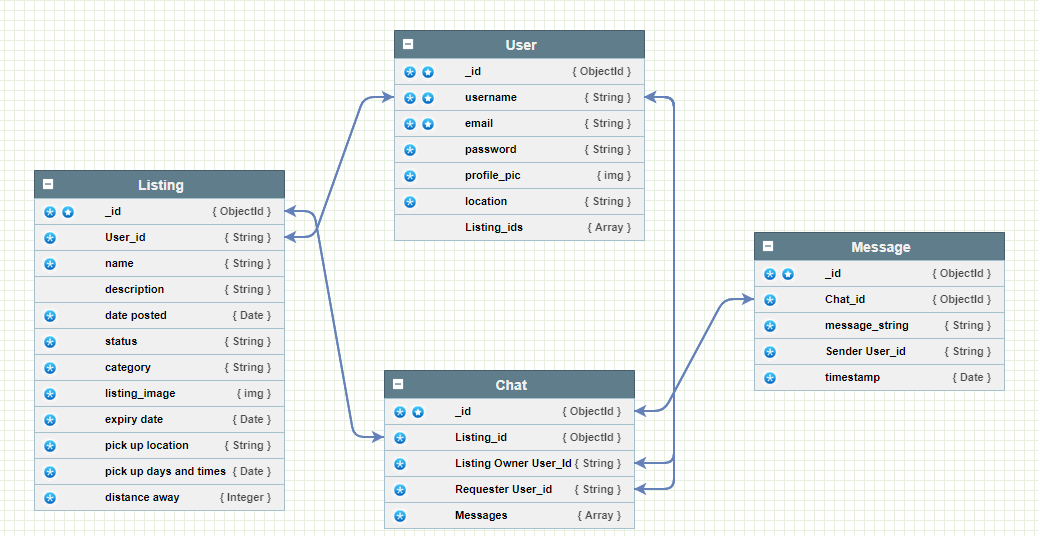 User
_id { ObjectId }
username { String }
email { String }
password { String }
profile_pic { img }
location { String }
Listing_ids { Array }
Listing
_id { ObjectId }
User_id { String }
name { String }
description { String }
date posted { Date }
status { String }
category { String }
listing_image { img }
expiry date { Date }
pick up location { String }
pick up days and times { Date }
distance away { Integer }
Message
_id { ObjectId }
Chat_id { ObjectId }
message_string { String }
Sender User_id { String }
timestamp { Date }
Chat
_id { ObjectId }
Listing_id { ObjectId }
Listing Owner User_Id { String }
Requester User_id { String }
Messages { Array }